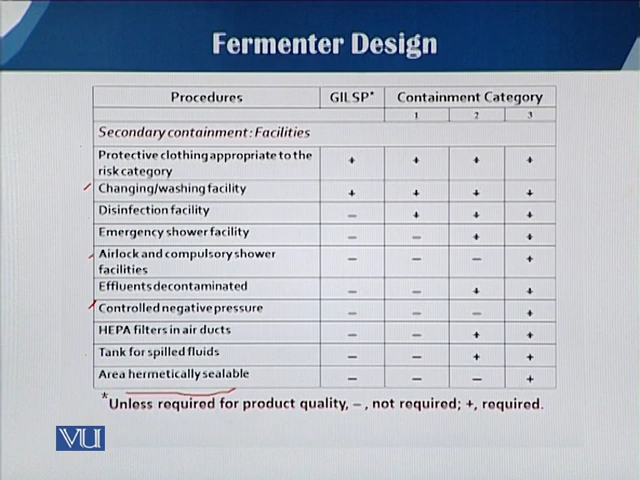 Fermenter Design
Procedures GILSP* Containment Category
1 2 3
Secondary containment: Facilities
Protective clothing appropriate to the + + + +
risk category
Changing/washing facility + + + +
Disinfection facility – + + +
Emergency shower facility – – + +
Airlock and compulsory shower – – – +
facilities
Effluents decontaminated – – + +
Controlled negative pressure – – – +
HEPA filters in air ducts – – + +
Tank for spilled fluids – – + +
Area hermetically sealable – – – +
*Unless required for product quality, –, not required; +, required.
VU